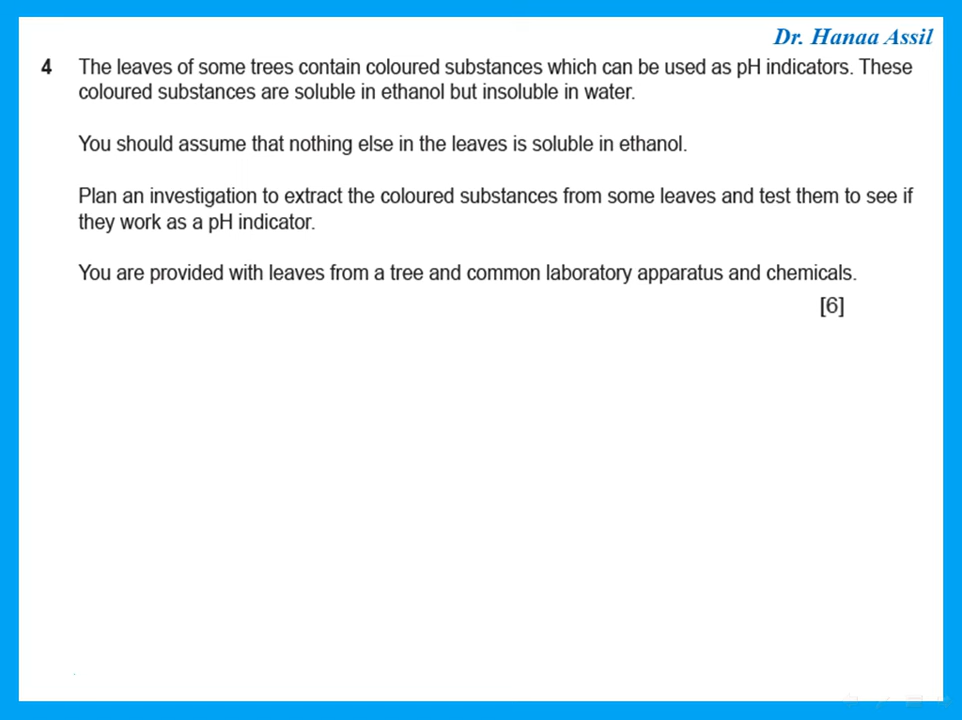 Dr. Hanaa Assil
4 The leaves of some trees contain coloured substances which can be used as pH indicators. These
coloured substances are soluble in ethanol but insoluble in water.
You should assume that nothing else in the leaves is soluble in ethanol.
Plan an investigation to extract the coloured substances from some leaves and test them to see if
they work as a pH indicator.
You are provided with leaves from a tree and common laboratory apparatus and chemicals.
[6]